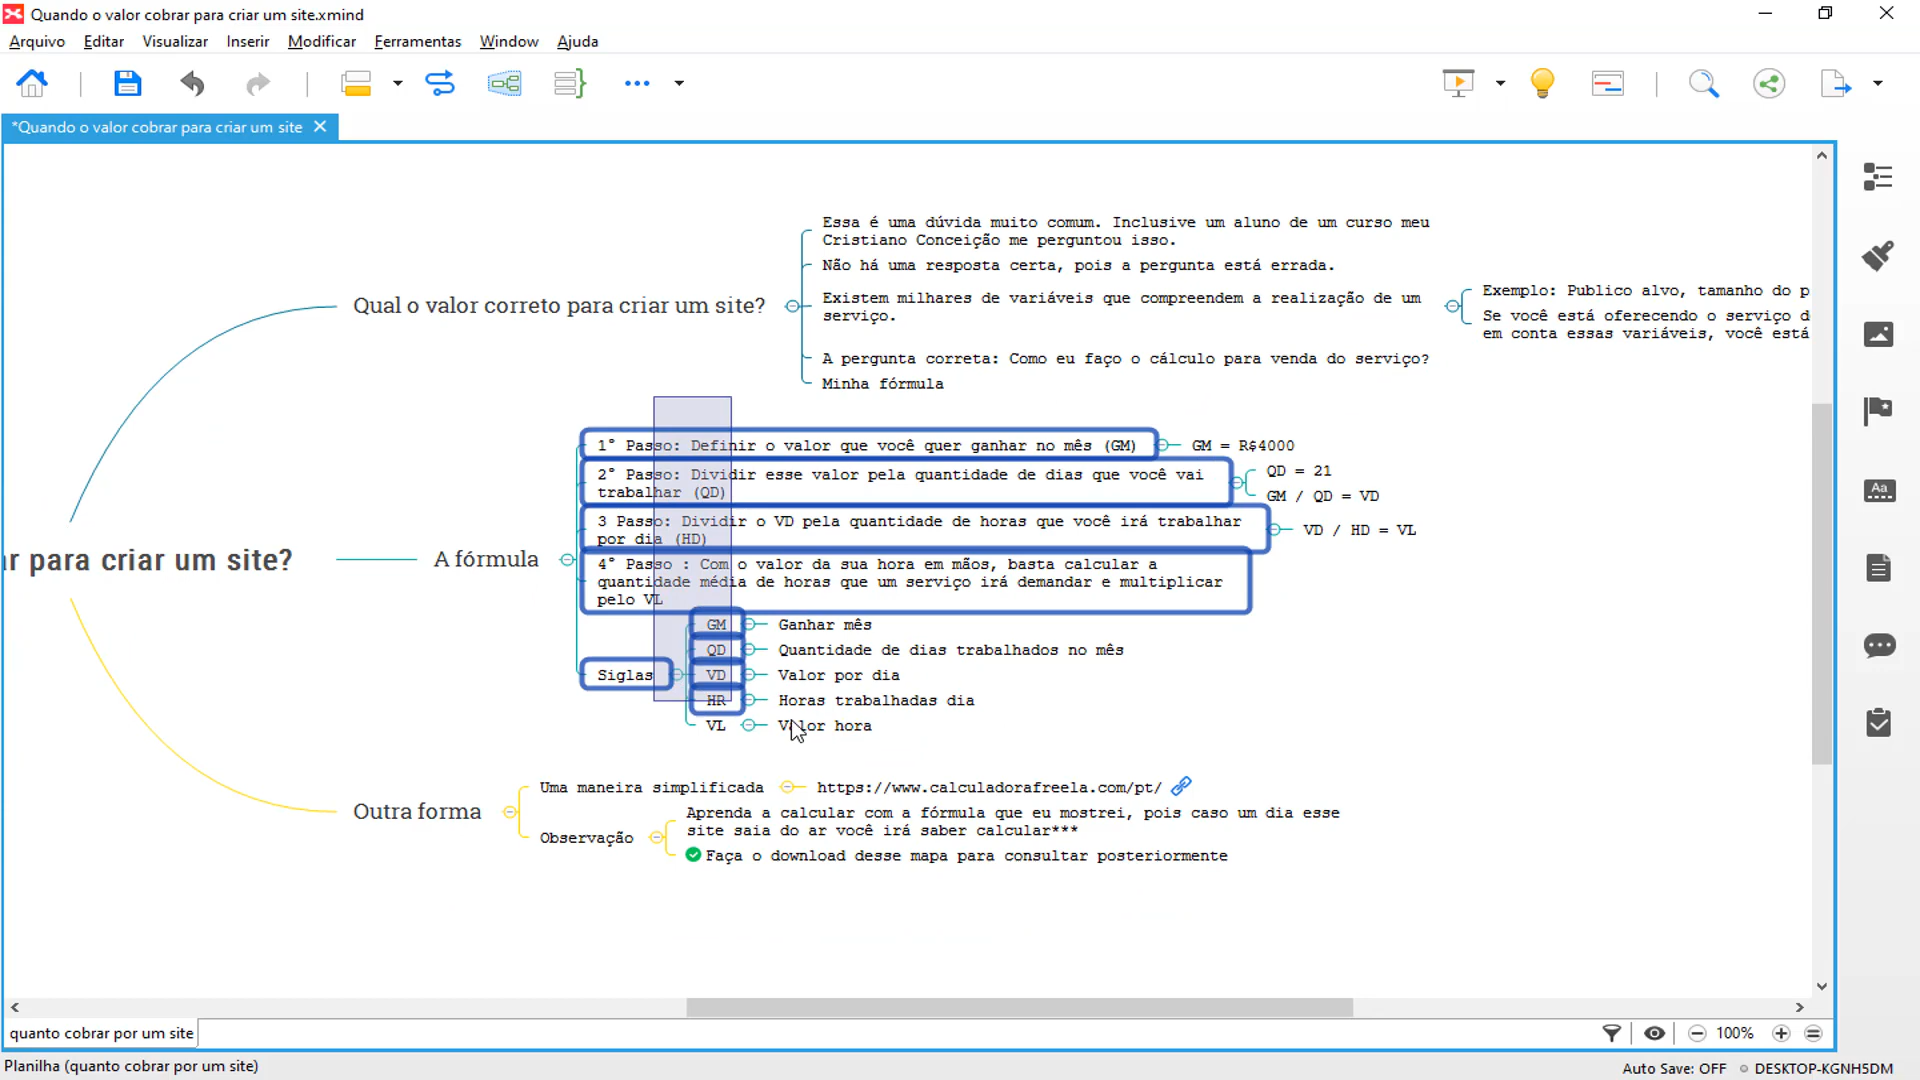 Quando o valor cobrar para criar um site.xmind
Arquivo Editar Visualizar Inserir Modificar Ferramentas Window Ajuda
*Quando o valor cobrar para criar um site
Essa é uma dúvida muito comum. Inclusive um aluno de um curso meu
Cristiano Conceição me perguntou isso.
Não há uma resposta certa, pois a pergunta está errada.
Qual o valor correto para criar um site?
Existem milhares de variáveis que compreendem a realização de um
serviço.
Exemplo: Publico alvo, tamanho do p
Se você está oferecendo o serviço d
em conta essas variáveis, você está
A pergunta correta: Como eu faço o cálculo para venda do serviço?
Minha fórmula
ar para criar um site?
A fórmula
1° Passo: Definir o valor que você quer ganhar no mês (GM)
GM = R$4000
2° Passo: Dividir esse valor pela quantidade de dias que você vai
trabalhar (QD)
QD = 21
GM / QD = VD
3 Passo: Dividir o VD pela quantidade de horas que você irá trabalhar
por dia (HD)
VD / HD = VL
4° Passo : Com o valor da sua hora em mãos, basta calcular a
quantidade média de horas que um serviço irá demandar e multiplicar
pelo VL
Siglas
GM Ganhar mês
QD Quantidade de dias trabalhados no mês
VD Valor por dia
HR Horas trabalhadas dia
VL Valor hora
Outra forma
Uma maneira simplificada
https://www.calculadorafreela.com/pt/
Observação
Aprenda a calcular com a fórmula que eu mostrei, pois caso um dia esse
site saia do ar você irá saber calcular***
Faça o download desse mapa para consultar posteriormente
Aa
quanto cobrar por um site
100%
Planilha (quanto cobrar por um site)
Auto Save: OFF
DESKTOP-KGNH5DM